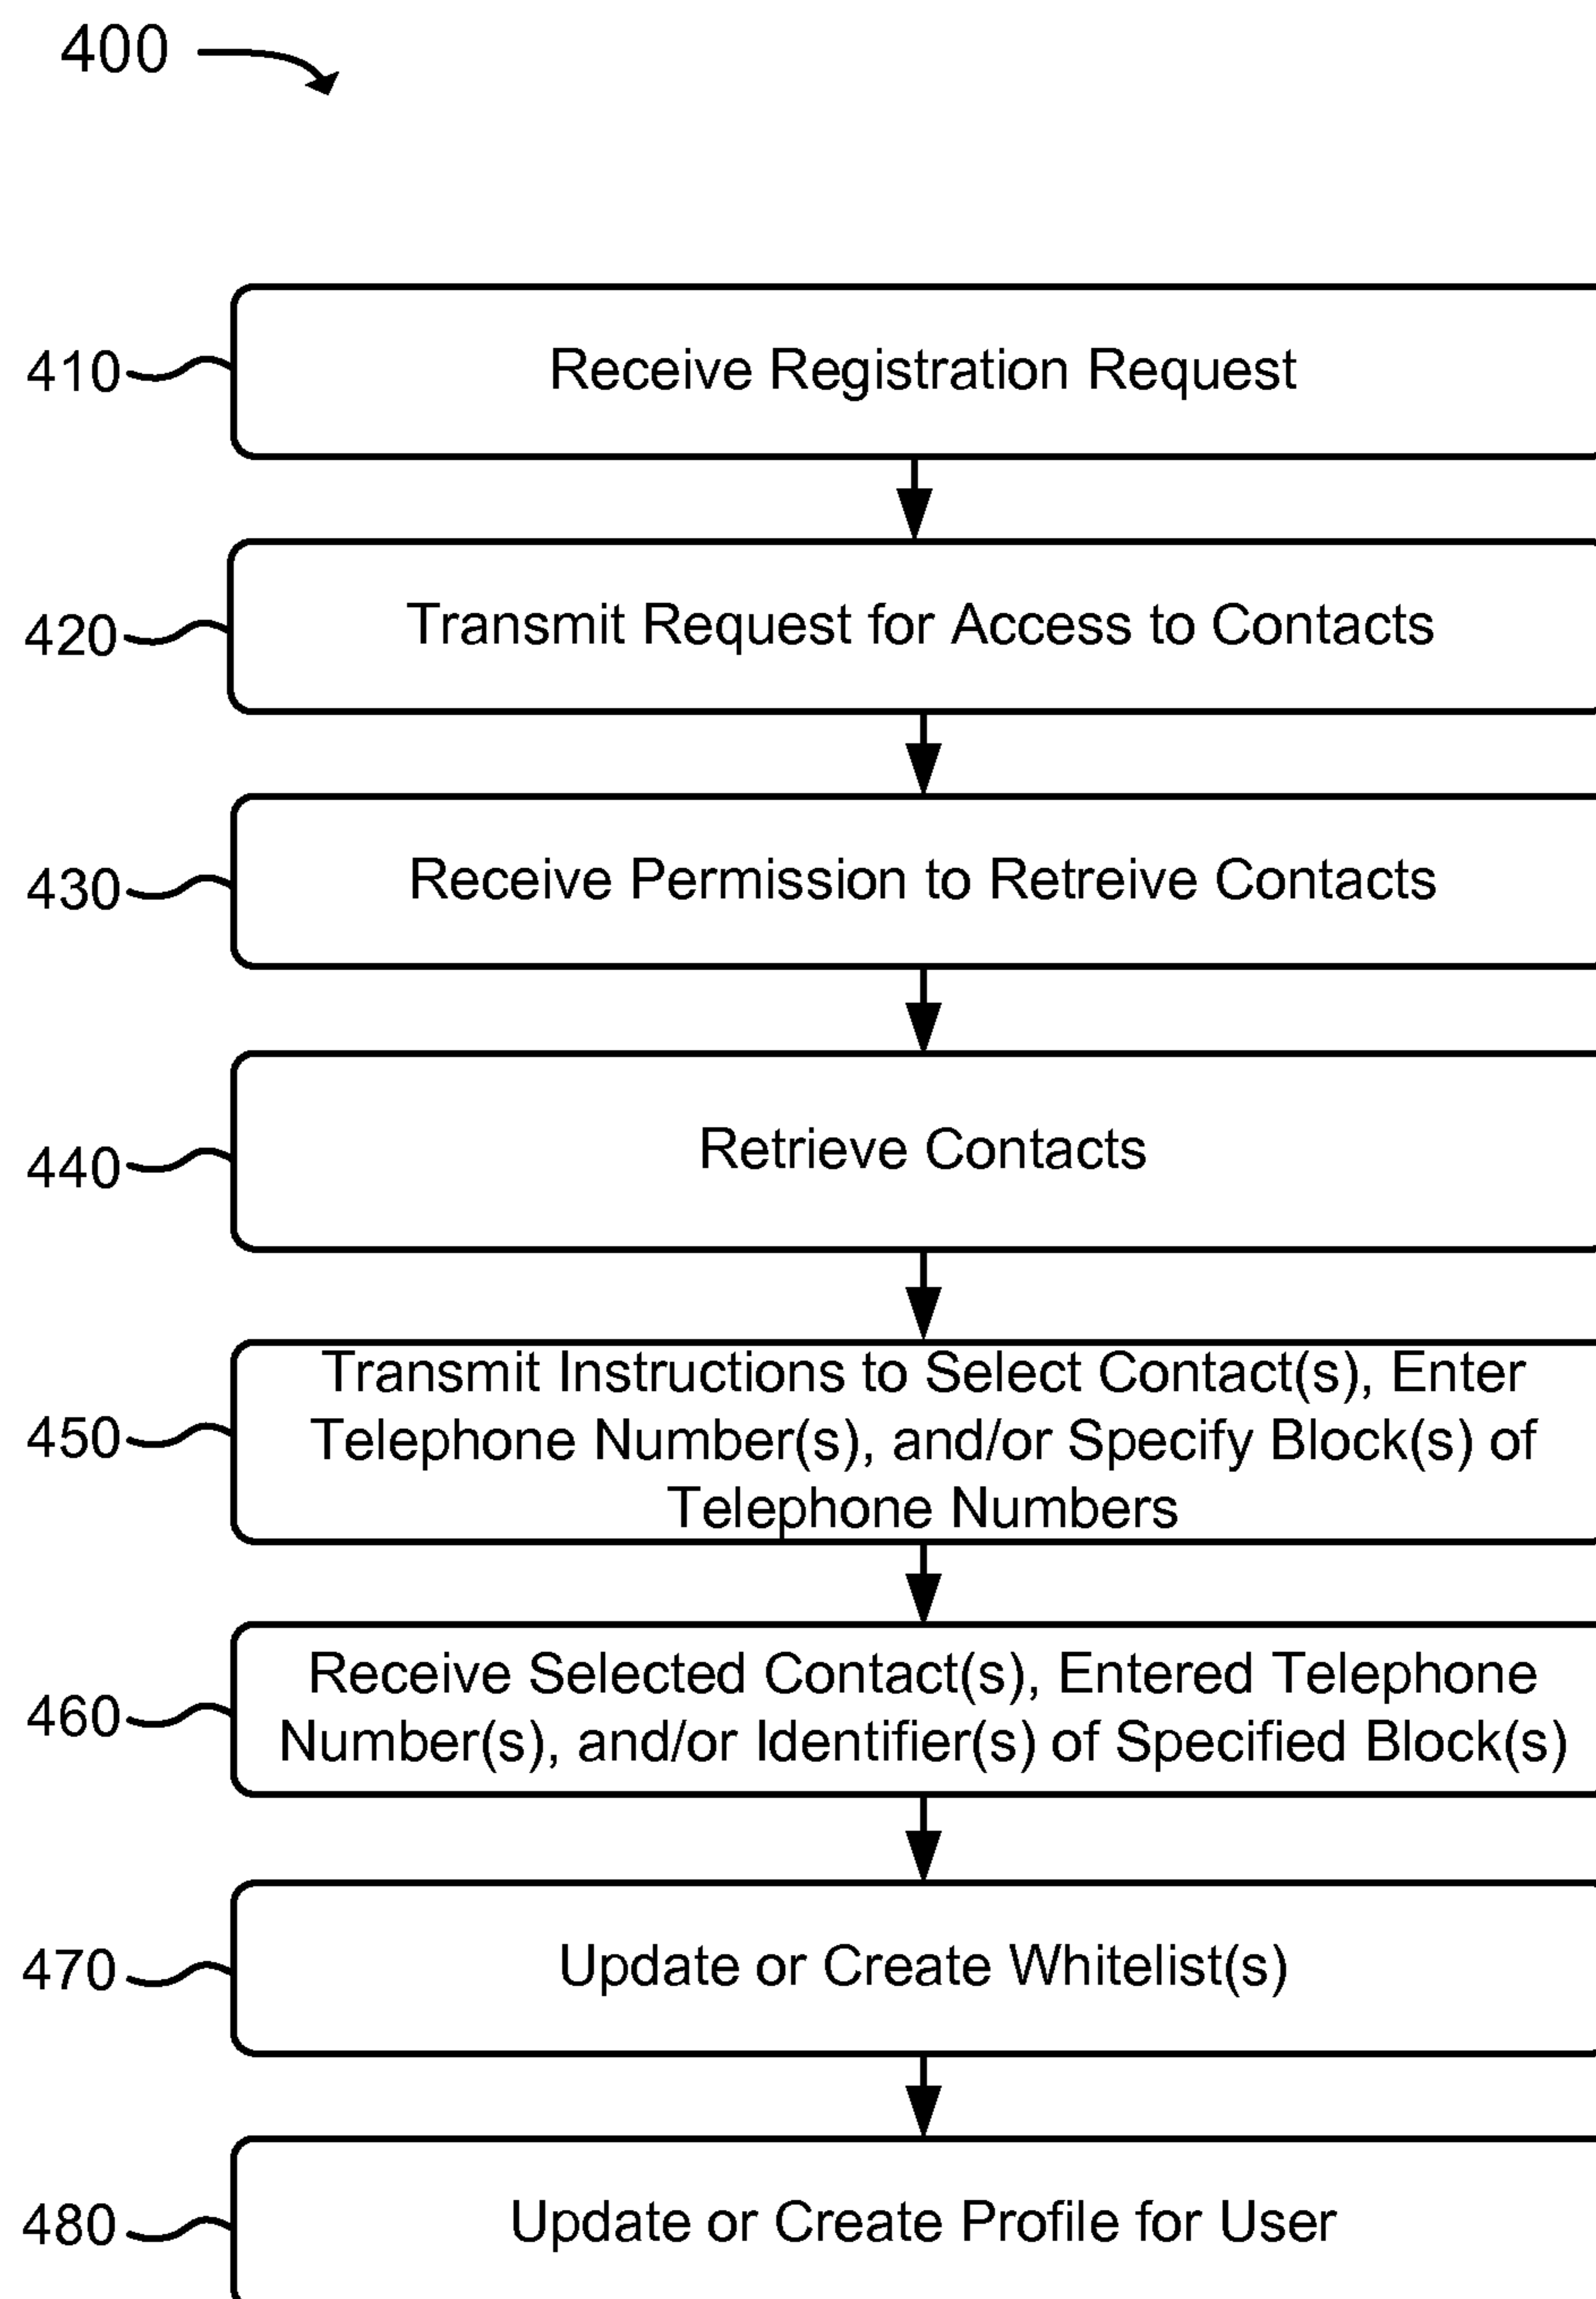 400
410
Receive Registration Request
420
Transmit Request for Access to Contacts
430
Receive Permission to Retreive Contacts
440
Retrieve Contacts
450
Transmit Instructions to Select Contact(s), Enter
Telephone Number(s), and/or Specify Block(s) of
Telephone Numbers
460
Receive Selected Contact(s), Entered Telephone
Number(s), and/or Identifier(s) of Specified Block(s)
470
Update or Create Whitelist(s)
480
Update or Create Profile for User